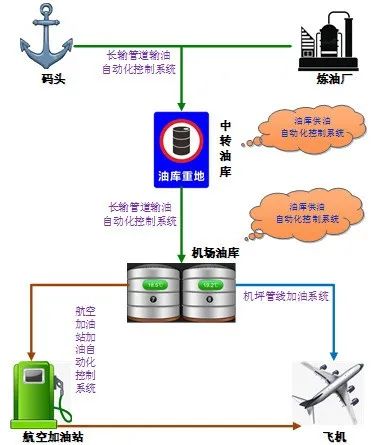 长输管道输油
自动化控制系统
码头
炼油厂
中转油库
油库供油
自动化控制系统
油库重地
长输管道输油
自动化控制系统
油库供油
自动化控制系统
机场油库
航空
加油
站加
油自
动化
控制
系统
机坪管线加油系统
航空加油站
飞机